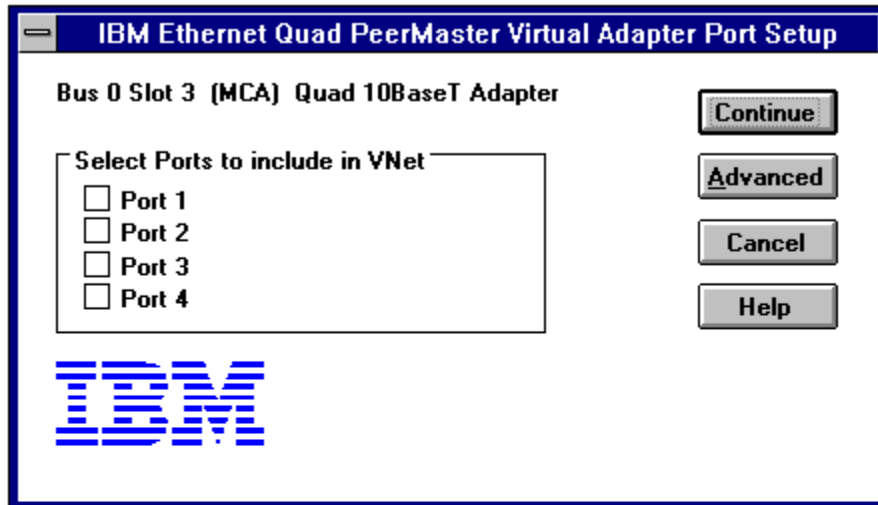 IBM Ethernet Quad PeerMaster Virtual Adapter Port Setup
Bus 0 Slot 3 (MCA) Quad 10BaseT Adapter
Select Ports to include in VNet
Port 1
Port 2
Port 3
Port 4
Continue
Advanced
Cancel
Help
IBM